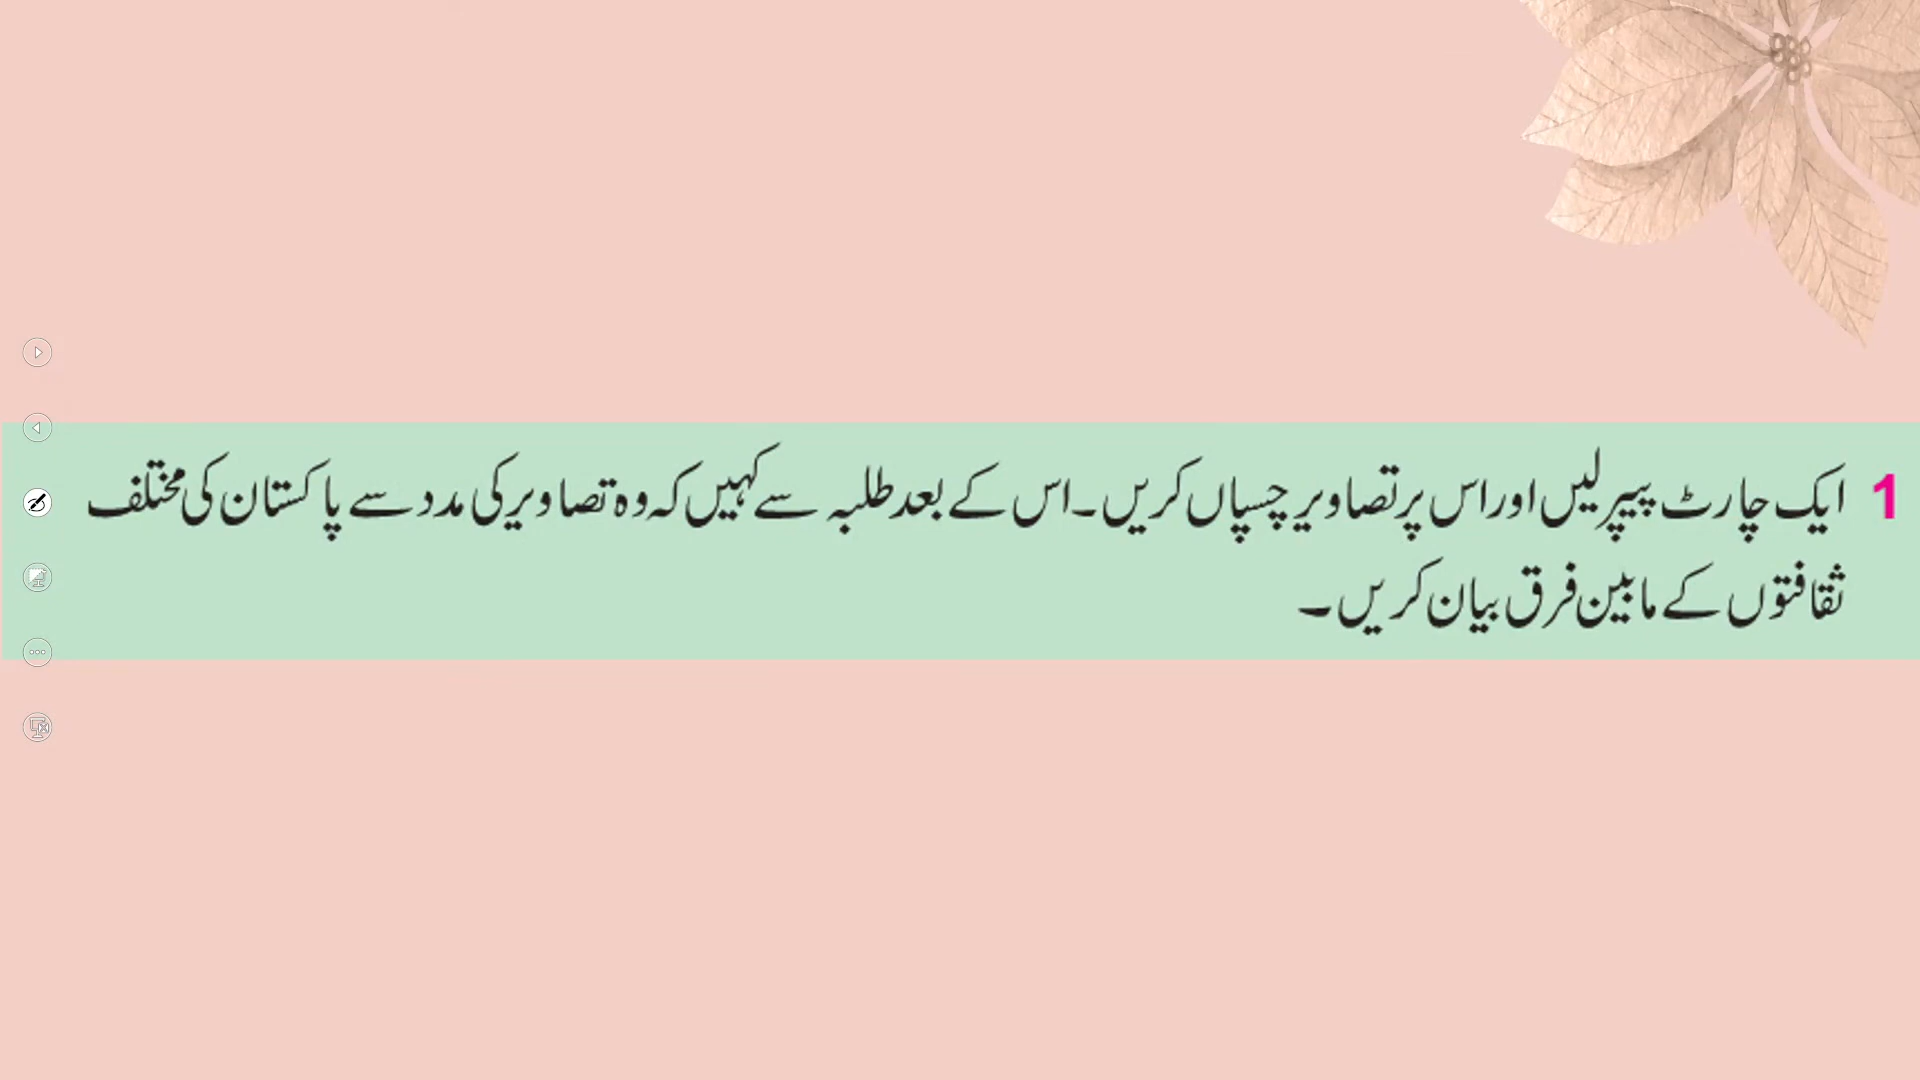 1 ایک چارٹ پیپر لیں اور اس پر تصاویر چسپاں کریں۔ اس کے بعد طلبہ سے کہیں کہ وہ تصاویر کی مدد سے پاکستان کی مختلف
ثقافتوں کے مابین فرق بیان کریں۔